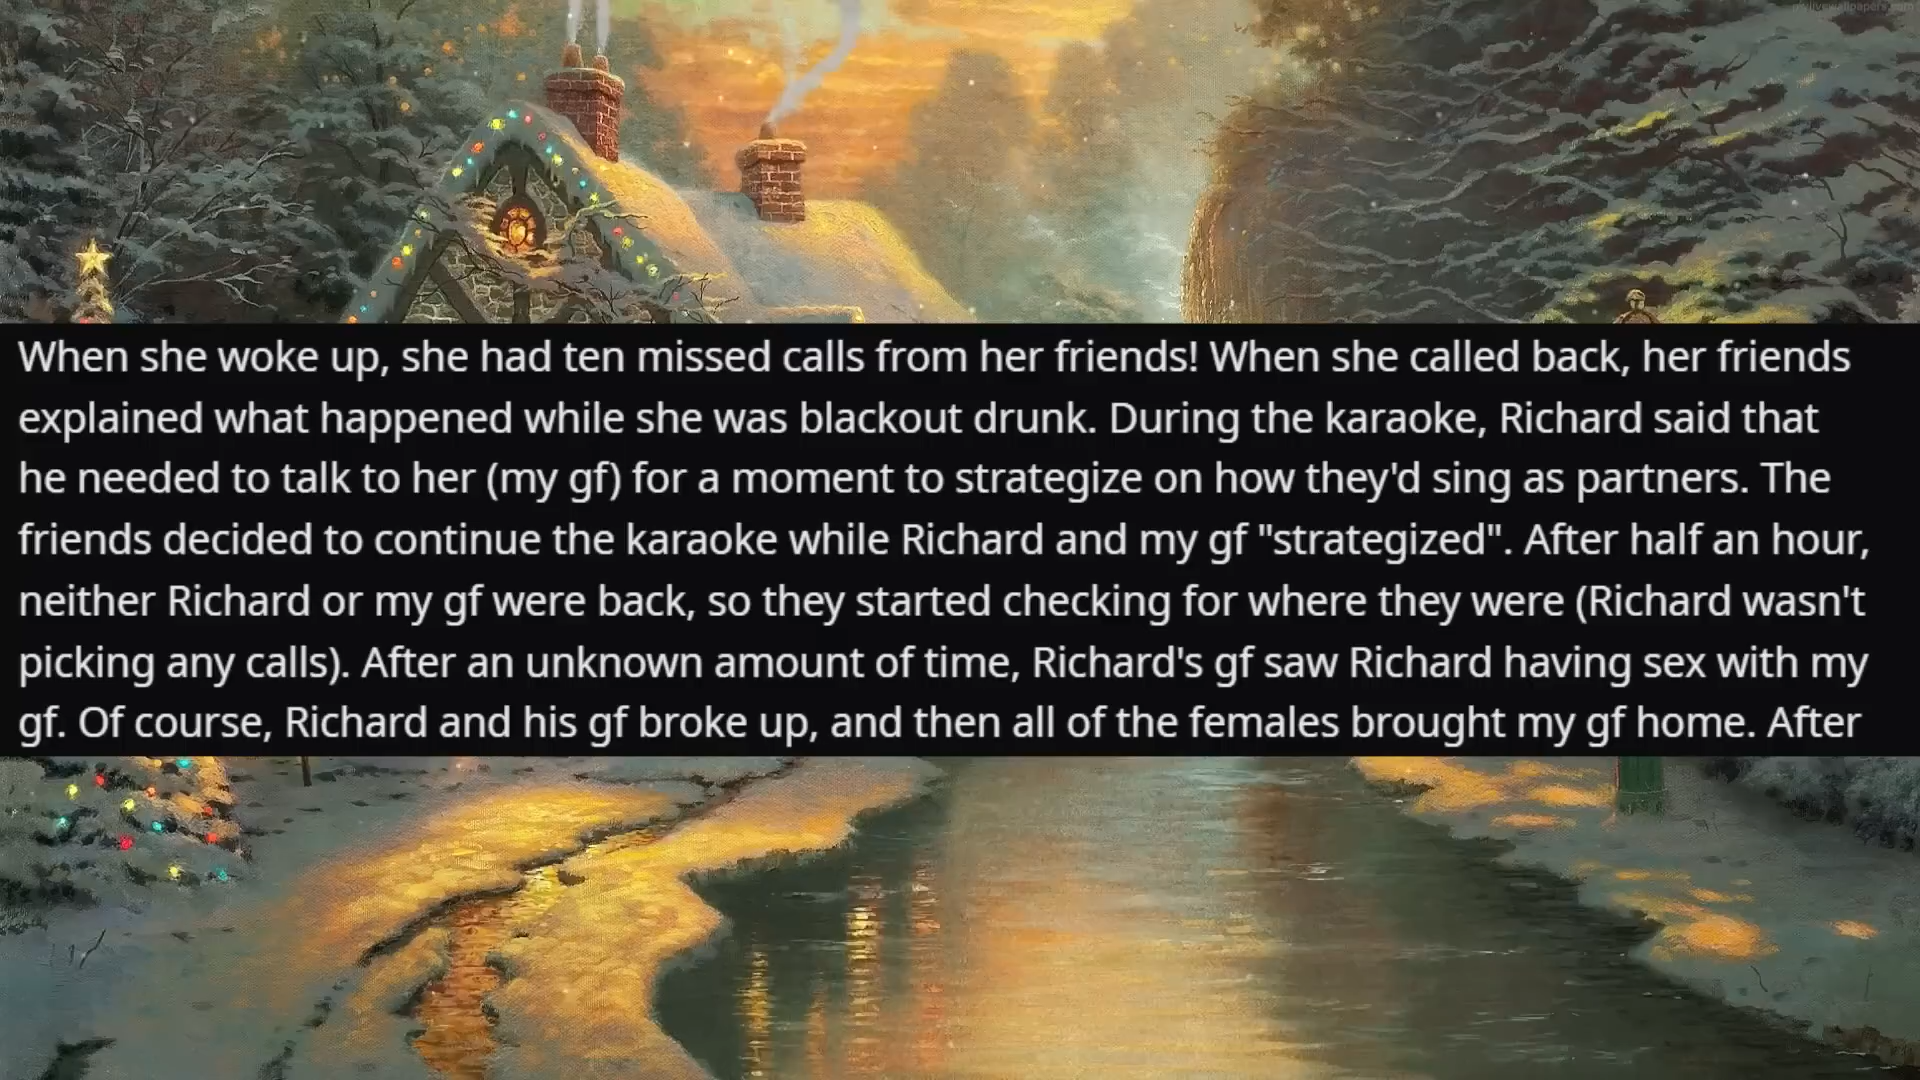 When she woke up, she had ten missed calls from her friends! When she called back, her friends
explained what happened while she was blackout drunk. During the karaoke, Richard said that
he needed to talk to her (my gf) for a moment to strategize on how they'd sing as partners. The
friends decided to continue the karaoke while Richard and my gf "strategized". After half an hour,
neither Richard or my gf were back, so they started checking for where they were (Richard wasn't
picking any calls). After an unknown amount of time, Richard's gf saw Richard having sex with my
gf. Of course, Richard and his gf broke up, and then all of the females brought my gf home. After